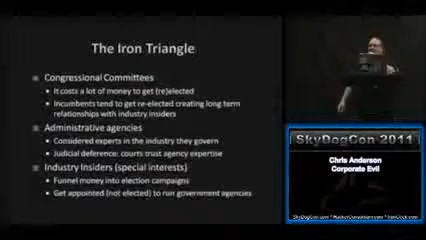 The Iron Triangle
Congressional Committees
It costs a lot of money to get (re)elected
Incumbents tend to get re-elected creating long term
relationships with industry insiders
Administrative agencies
Considered experts in the industry they govern
Judicial deference: courts trust agency expertise
Industry Insiders (special interests)
Funnel money into election campaigns
Get appointed (not elected) to run government agencies
SkyDogCon 2011
Chris Anderson
Corporate Evil